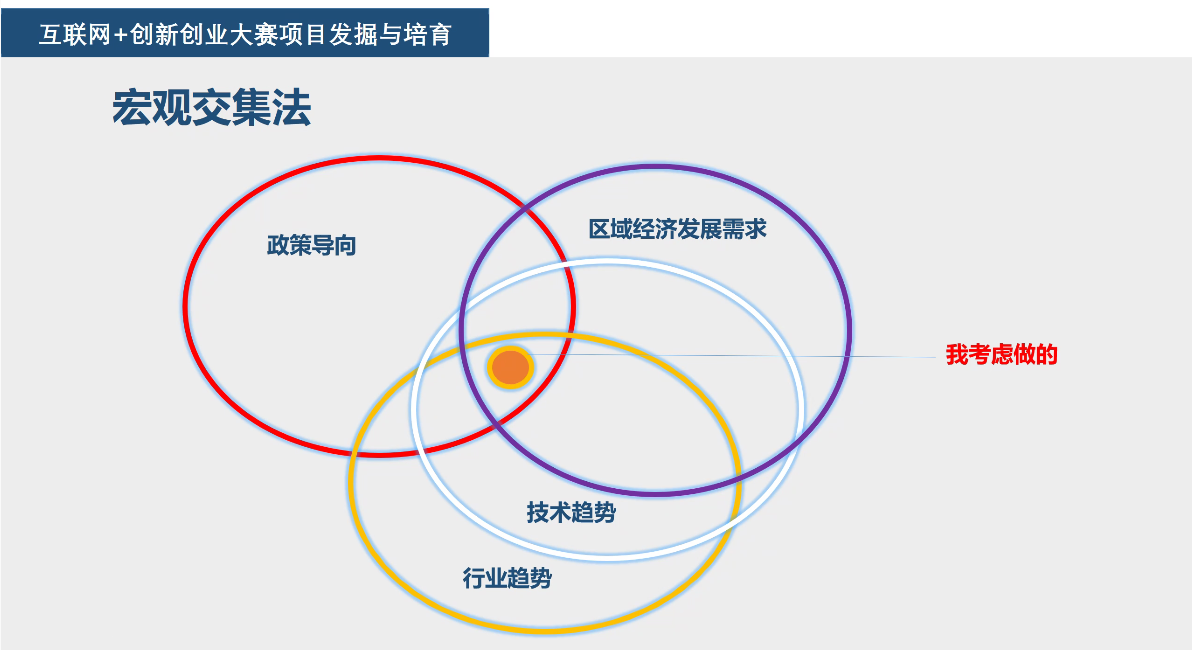 互联网+创新创业大赛项目发掘与培育
宏观交集法
区域经济发展需求
政策导向
我考虑做的
技术趋势
行业趋势